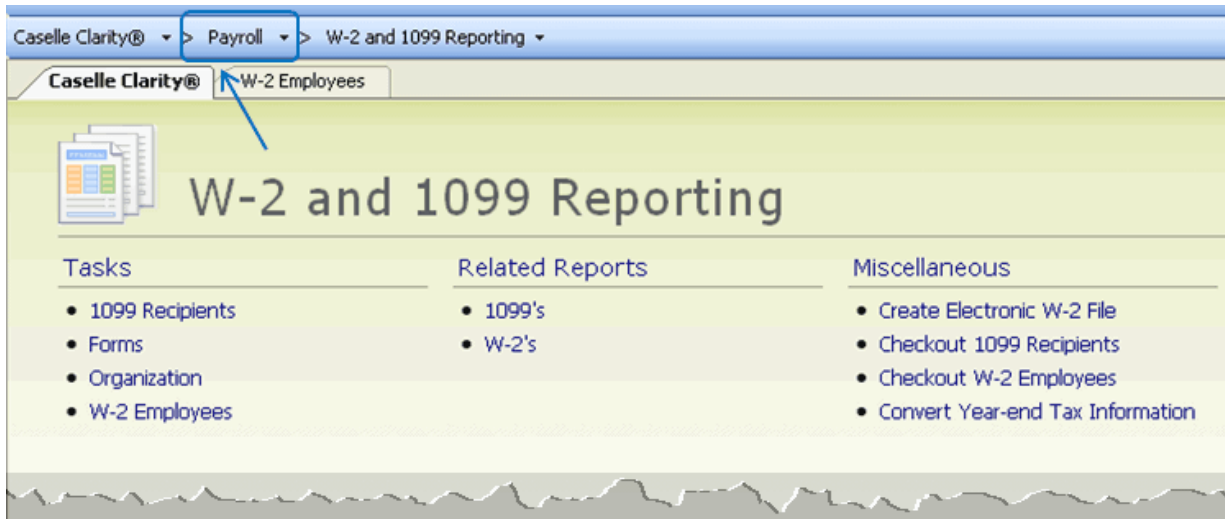 Caselle Clarity® > Payroll > W-2 and 1099 Reporting
Caselle Clarity® W-2 Employees
W-2 and 1099 Reporting
Tasks
• 1099 Recipients
• Forms
• Organization
• W-2 Employees
Related Reports
• 1099's
• W-2's
Miscellaneous
• Create Electronic W-2 File
• Checkout 1099 Recipients
• Checkout W-2 Employees
• Convert Year-end Tax Information